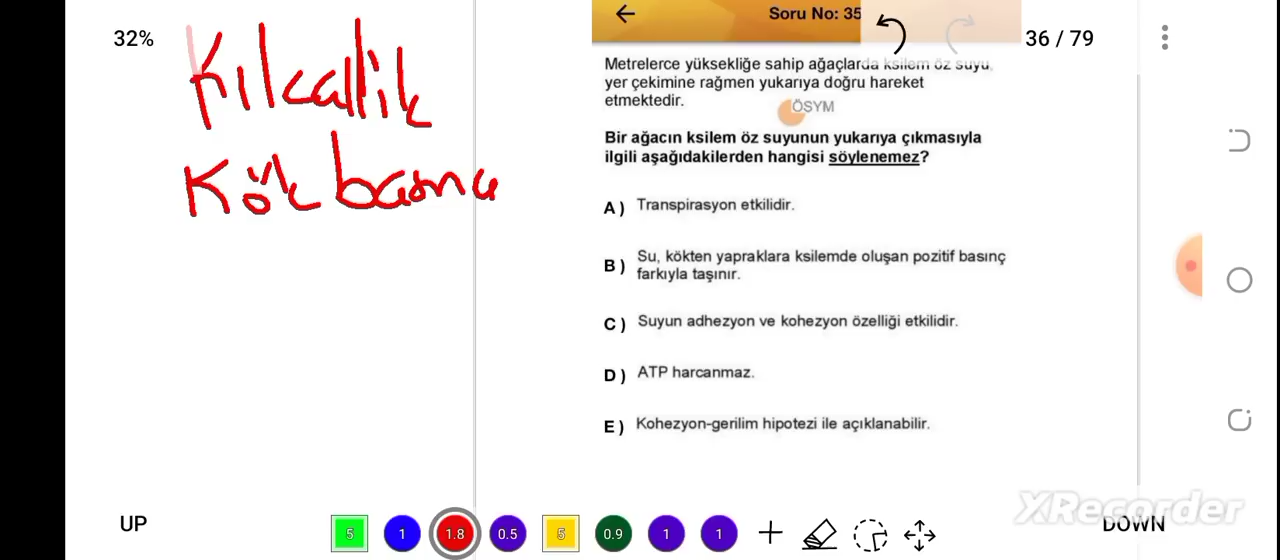 32%
Kılcallık
Kök basıncı
Soru No: 35
36 / 79
Metrelerce yüksekliğe sahip ağaçlarda ksilem öz suyu,
yer çekimine rağmen yukarıya doğru hareket
etmektedir.
ÖSYM
Bir ağacın ksilem öz suyunun yukarıya çıkmasıyla
ilgili aşağıdakilerden hangisi söylenemez?
A ) Transpirasyon etkilidir.
B ) Su, kökten yapraklara ksilemde oluşan pozitif basınç
farkıyla taşınır.
C ) Suyun adhezyon ve kohezyon özelliği etkilidir.
D ) ATP harcanmaz.
E ) Kohezyon-gerilim hipotezi ile açıklanabilir.
UP
5 1 1.8 0.5 5 0.9 1 1
XRecorder
DOWN